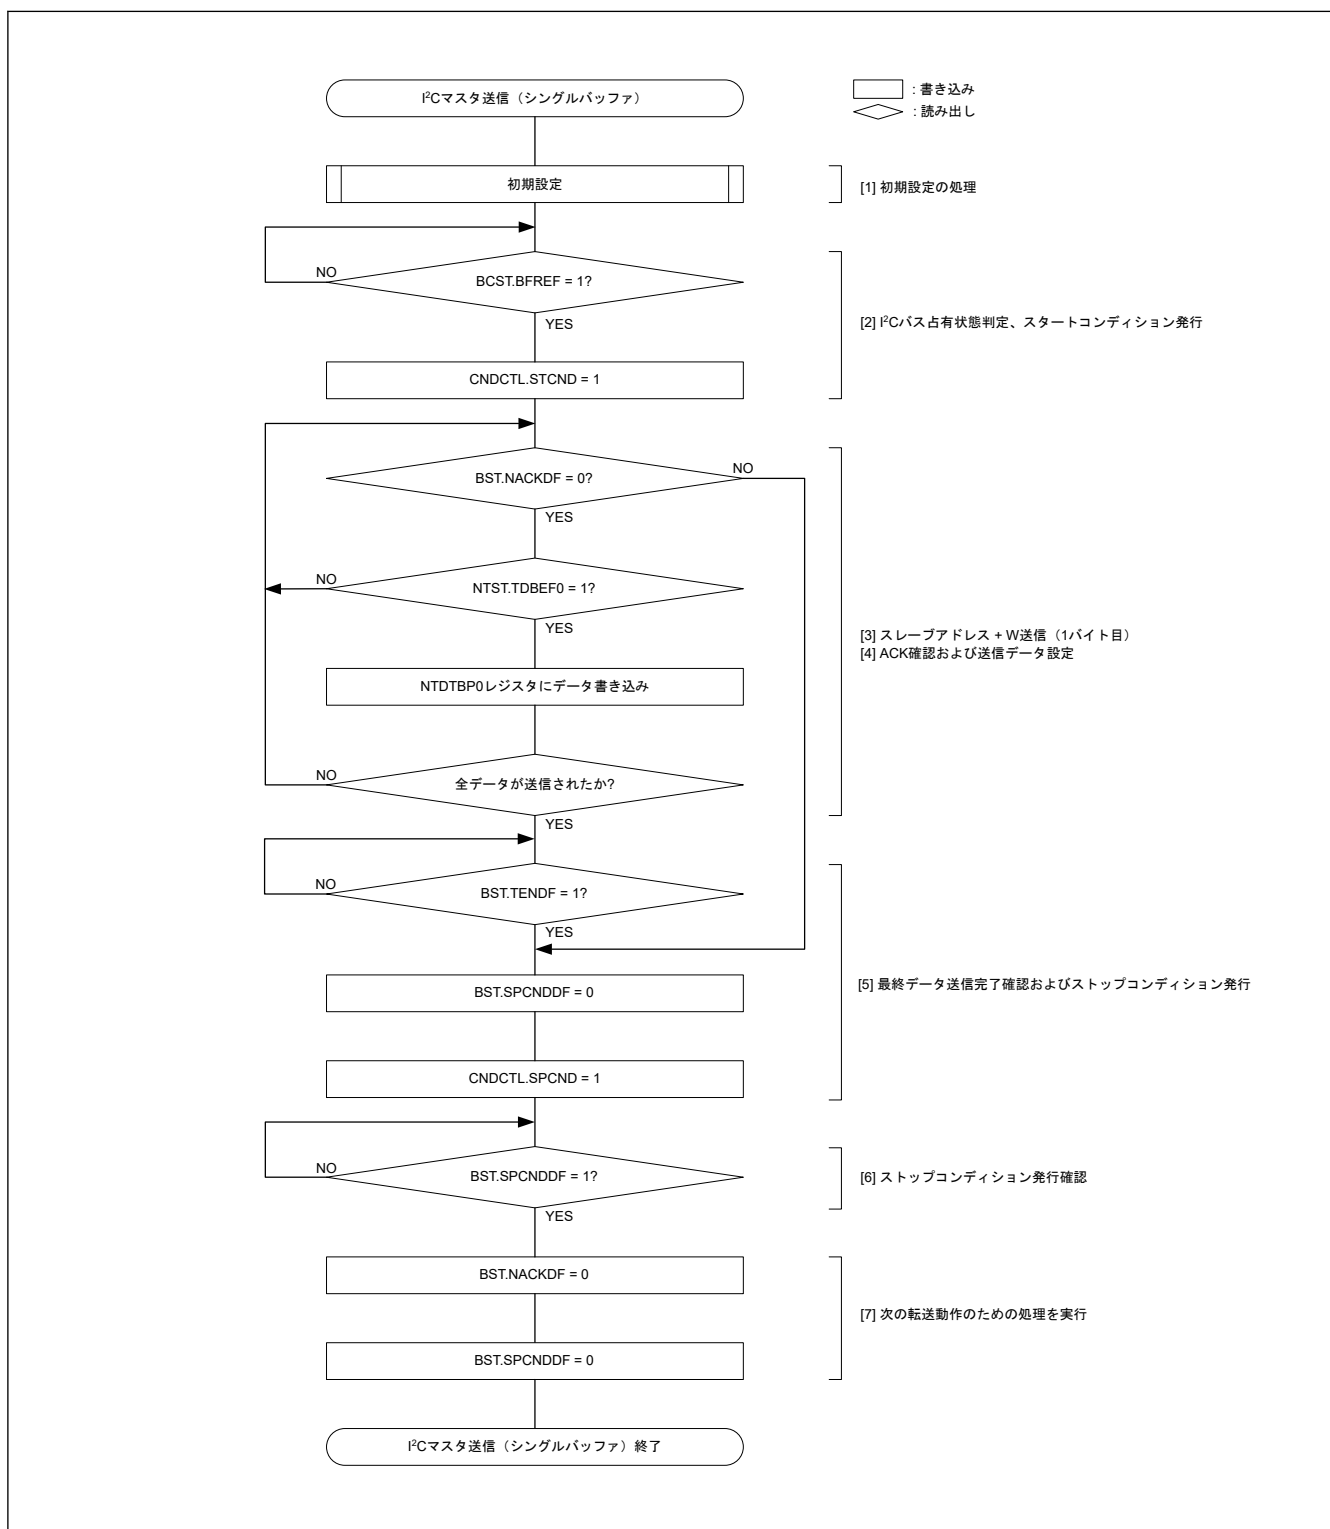 I²Cマスタ送信（シングルバッファ）
: 書き込み
: 読み出し
初期設定
[1] 初期設定の処理
NO
BCST.BFREF = 1?
YES
[2] I²Cバス占有状態判定、スタートコンディション発行
CNDCTL.STCND = 1
BST.NACKDF = 0?
NO
YES
NO
NTST.TDBEF0 = 1?
YES
[3] スレーブアドレス + W送信（1バイト目）
[4] ACK確認および送信データ設定
NTDTBP0レジスタにデータ書き込み
NO
全データが送信されたか?
YES
NO
BST.TENDF = 1?
YES
BST.SPCNDDF = 0
[5] 最終データ送信完了確認およびストップコンディション発行
CNDCTL.SPCND = 1
NO
BST.SPCNDDF = 1?
YES
[6] ストップコンディション発行確認
BST.NACKDF = 0
[7] 次の転送動作のための処理を実行
BST.SPCNDDF = 0
I²Cマスタ送信（シングルバッファ）終了